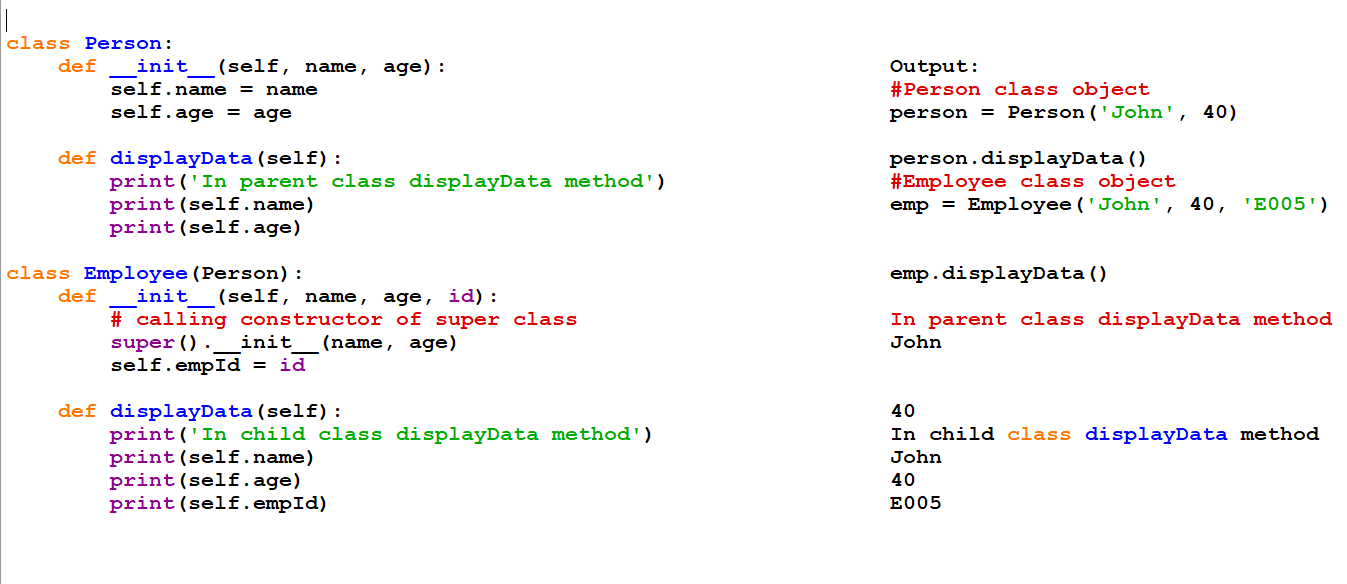 class Person:
def __init__(self, name, age):
self.name = name
self.age = age
def displayData(self):
print('In parent class displayData method')
print(self.name)
print(self.age)
class Employee(Person):
def __init__(self, name, age, id):
# calling constructor of super class
super().__init__(name, age)
self.empId = id
def displayData(self):
print('In child class displayData method')
print(self.name)
print(self.age)
print(self.empId)
Output:
#Person class object
person = Person('John', 40)
person.displayData()
#Employee class object
emp = Employee('John', 40, 'E005')
emp.displayData()
In parent class displayData method
John
40
In child class displayData method
John
40
E005